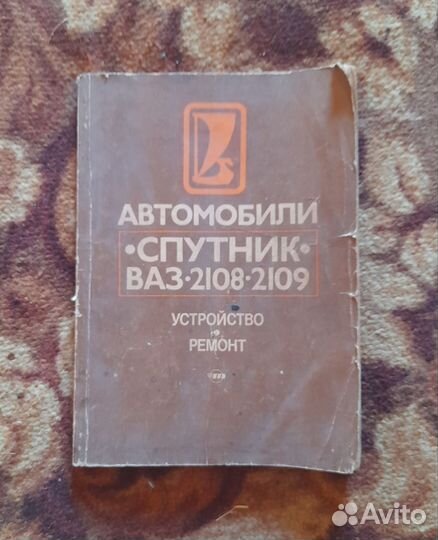 АВТОМОБИЛИ
•СПУТНИК•
ВАЗ·2108·2109
УСТРОЙСТВО
И
РЕМОНТ
Avito